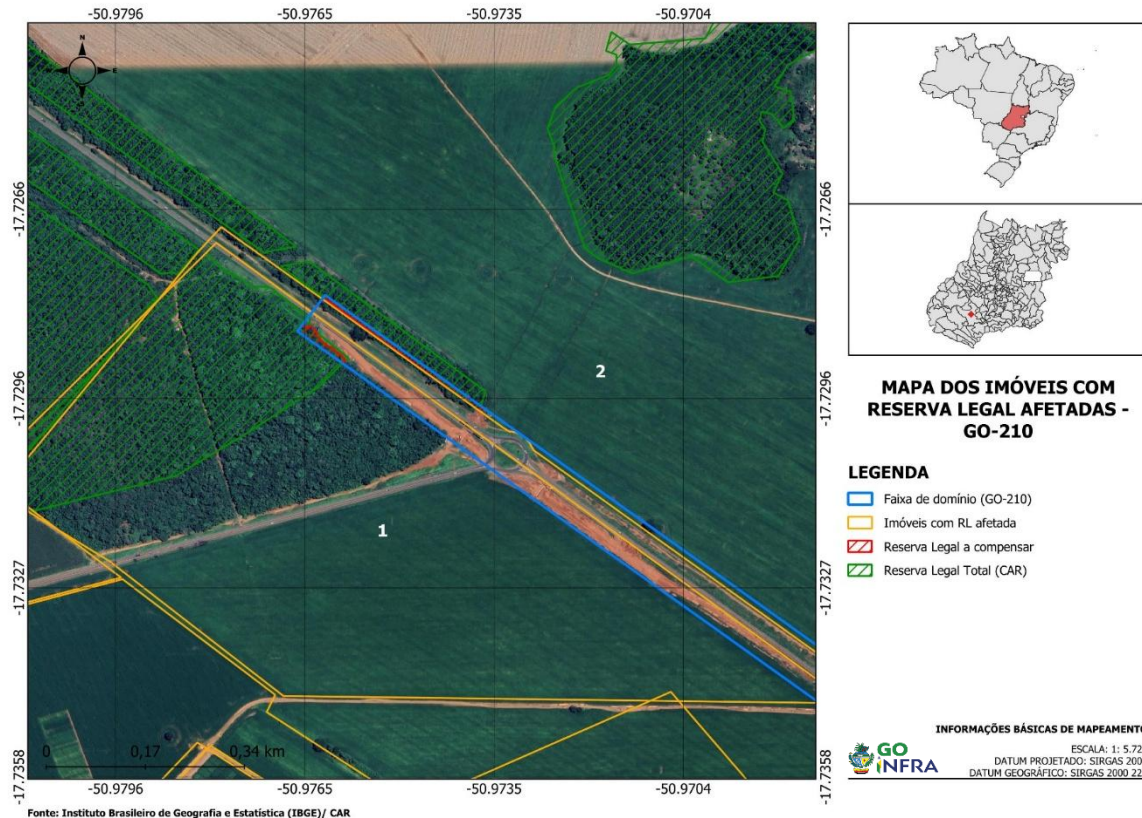 -50.9796 -50.9765 -50.9735 -50.9704
N
E
-17.7266 -17.7266
-17.7296 -17.7296
2
1
-17.7327 -17.7327
0 0,17 0,34 km
-17.7358 -17.7358
-50.9796 -50.9765 -50.9735 -50.9704
Fonte: Instituto Brasileiro de Geografia e Estatística (IBGE)/ CAR
MAPA DOS IMÓVEIS COM
RESERVA LEGAL AFETADAS -
GO-210
LEGENDA
Faixa de domínio (GO-210)
Imóveis com RL afetada
Reserva Legal a compensar
Reserva Legal Total (CAR)
INFORMAÇÕES BÁSICAS DE MAPEAMENTO
GO
INFRA
ESCALA: 1: 5.72
DATUM PROJETADO: SIRGAS 200
DATUM GEOGRÁFICO: SIRGAS 2000 22